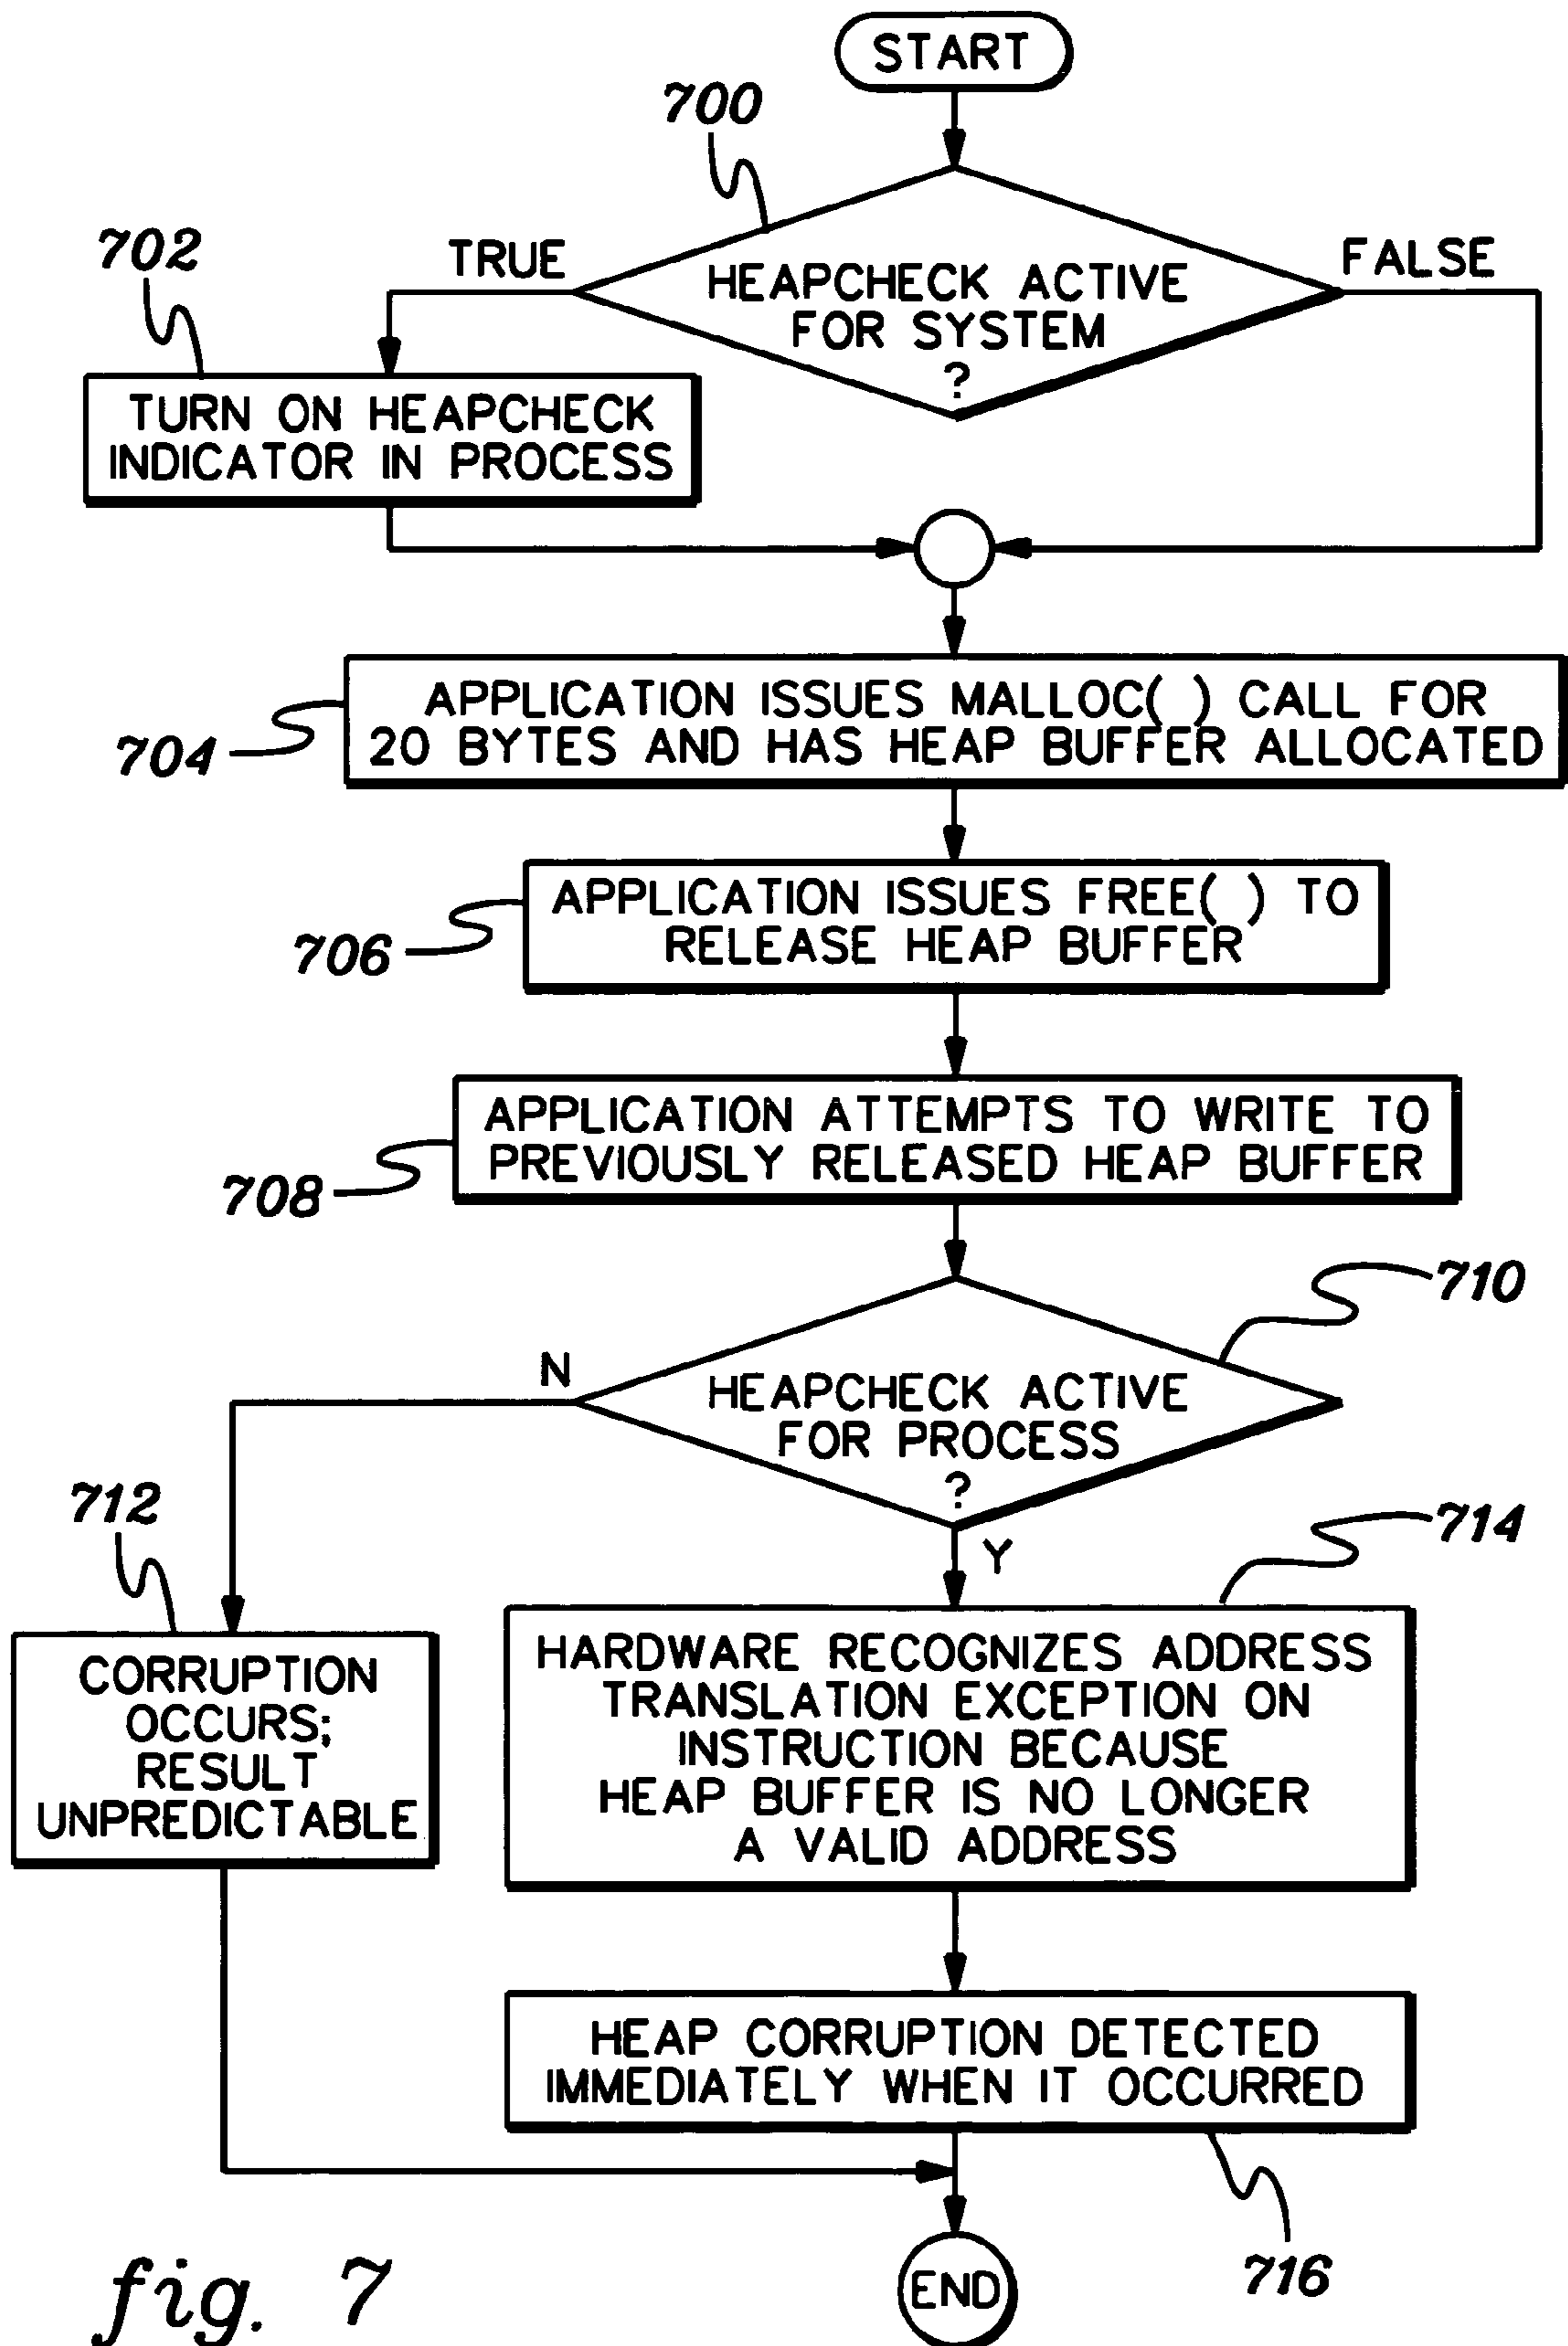 START
700
702
TRUE
FALSE
HEAPCHECK ACTIVE
FOR SYSTEM
?
TURN ON HEAPCHECK
INDICATOR IN PROCESS
704
APPLICATION ISSUES MALLOC( ) CALL FOR
20 BYTES AND HAS HEAP BUFFER ALLOCATED
706
APPLICATION ISSUES FREE( ) TO
RELEASE HEAP BUFFER
708
APPLICATION ATTEMPTS TO WRITE TO
PREVIOUSLY RELEASED HEAP BUFFER
710
N
HEAPCHECK ACTIVE
FOR PROCESS
?
Y
712
CORRUPTION
OCCURS;
RESULT
UNPREDICTABLE
714
HARDWARE RECOGNIZES ADDRESS
TRANSLATION EXCEPTION ON
INSTRUCTION BECAUSE
HEAP BUFFER IS NO LONGER
A VALID ADDRESS
HEAP CORRUPTION DETECTED
IMMEDIATELY WHEN IT OCCURRED
716
END
fig. 7